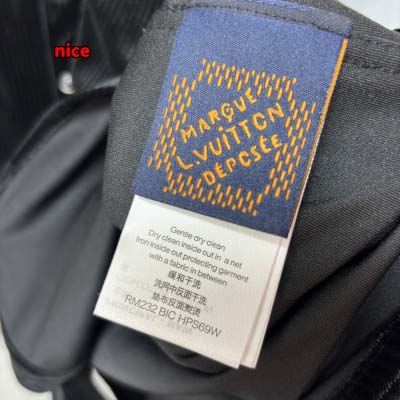 nice
MARQUE
L.VUITTON
DÉPOSÉE
Gentle dry clean
Dry clean inside out in a net
Iron inside out protecting garment
with a fabric in between
缓和干洗
洗网中反面干洗
垫布反面熨烫
RM232 BIC HPS69W